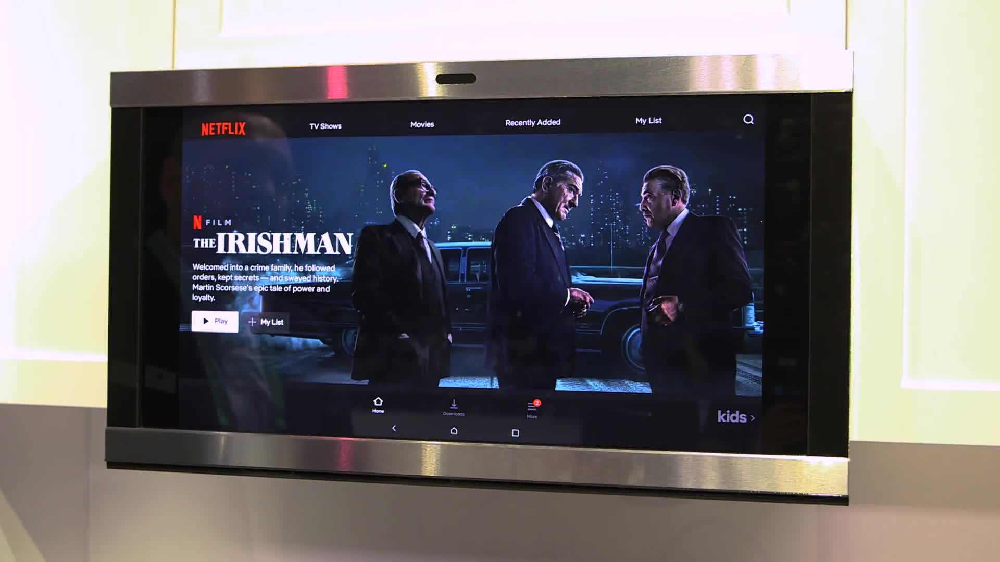 NETFLIX
TV Shows
Movies
Recently Added
My List
N FILM
THE IRISHMAN
Welcomed into a crime family, he followed
orders, kept secrets — and swayed history.
Martin Scorsese's epic tale of power and
loyalty.
Play
My List
Home
Downloads
2
More
kids